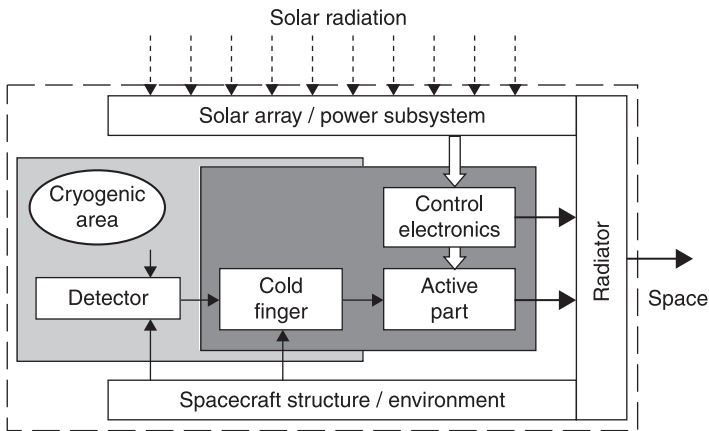 Solar radiation
Solar array / power subsystem
Cryogenic
area
Control
electronics
Detector
Cold
finger
Active
part
Radiator
Space
Spacecraft structure / environment